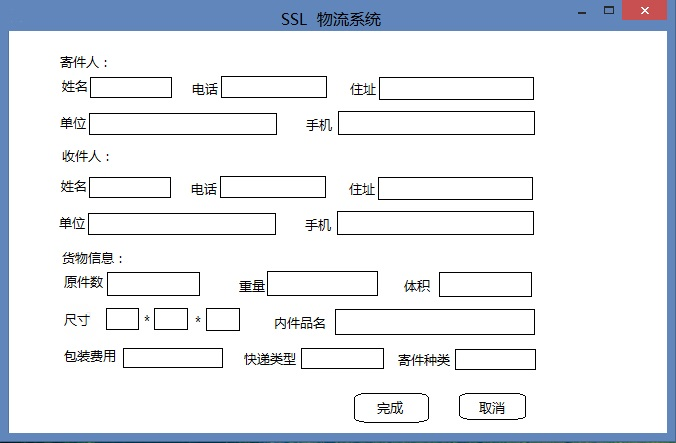 SSL 物流系统
寄件人：
姓名 电话 住址
单位 手机
收件人：
姓名 电话 住址
单位 手机
货物信息：
原件数 重量 体积
尺寸 * * 内件品名
包装费用 快递类型 寄件种类
完成 取消